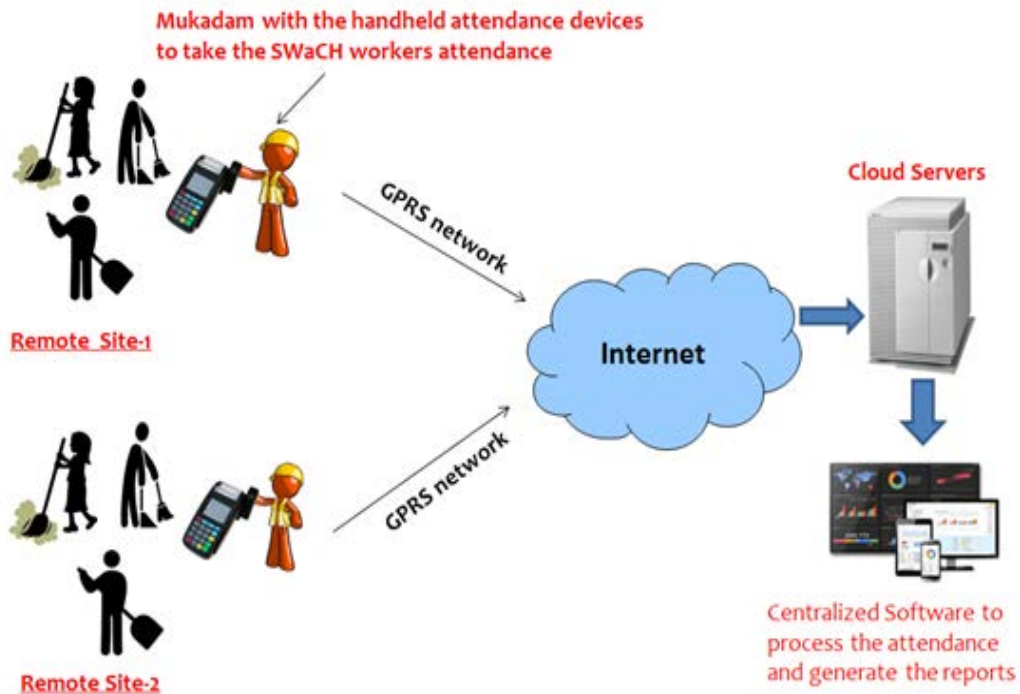 Mukadam with the handheld attendance devices
to take the SWaCH workers attendance
GPRS network
Cloud Servers
Remote Site-1
Internet
GPRS network
Remote Site-2
Centralized Software to
process the attendance
and generate the reports